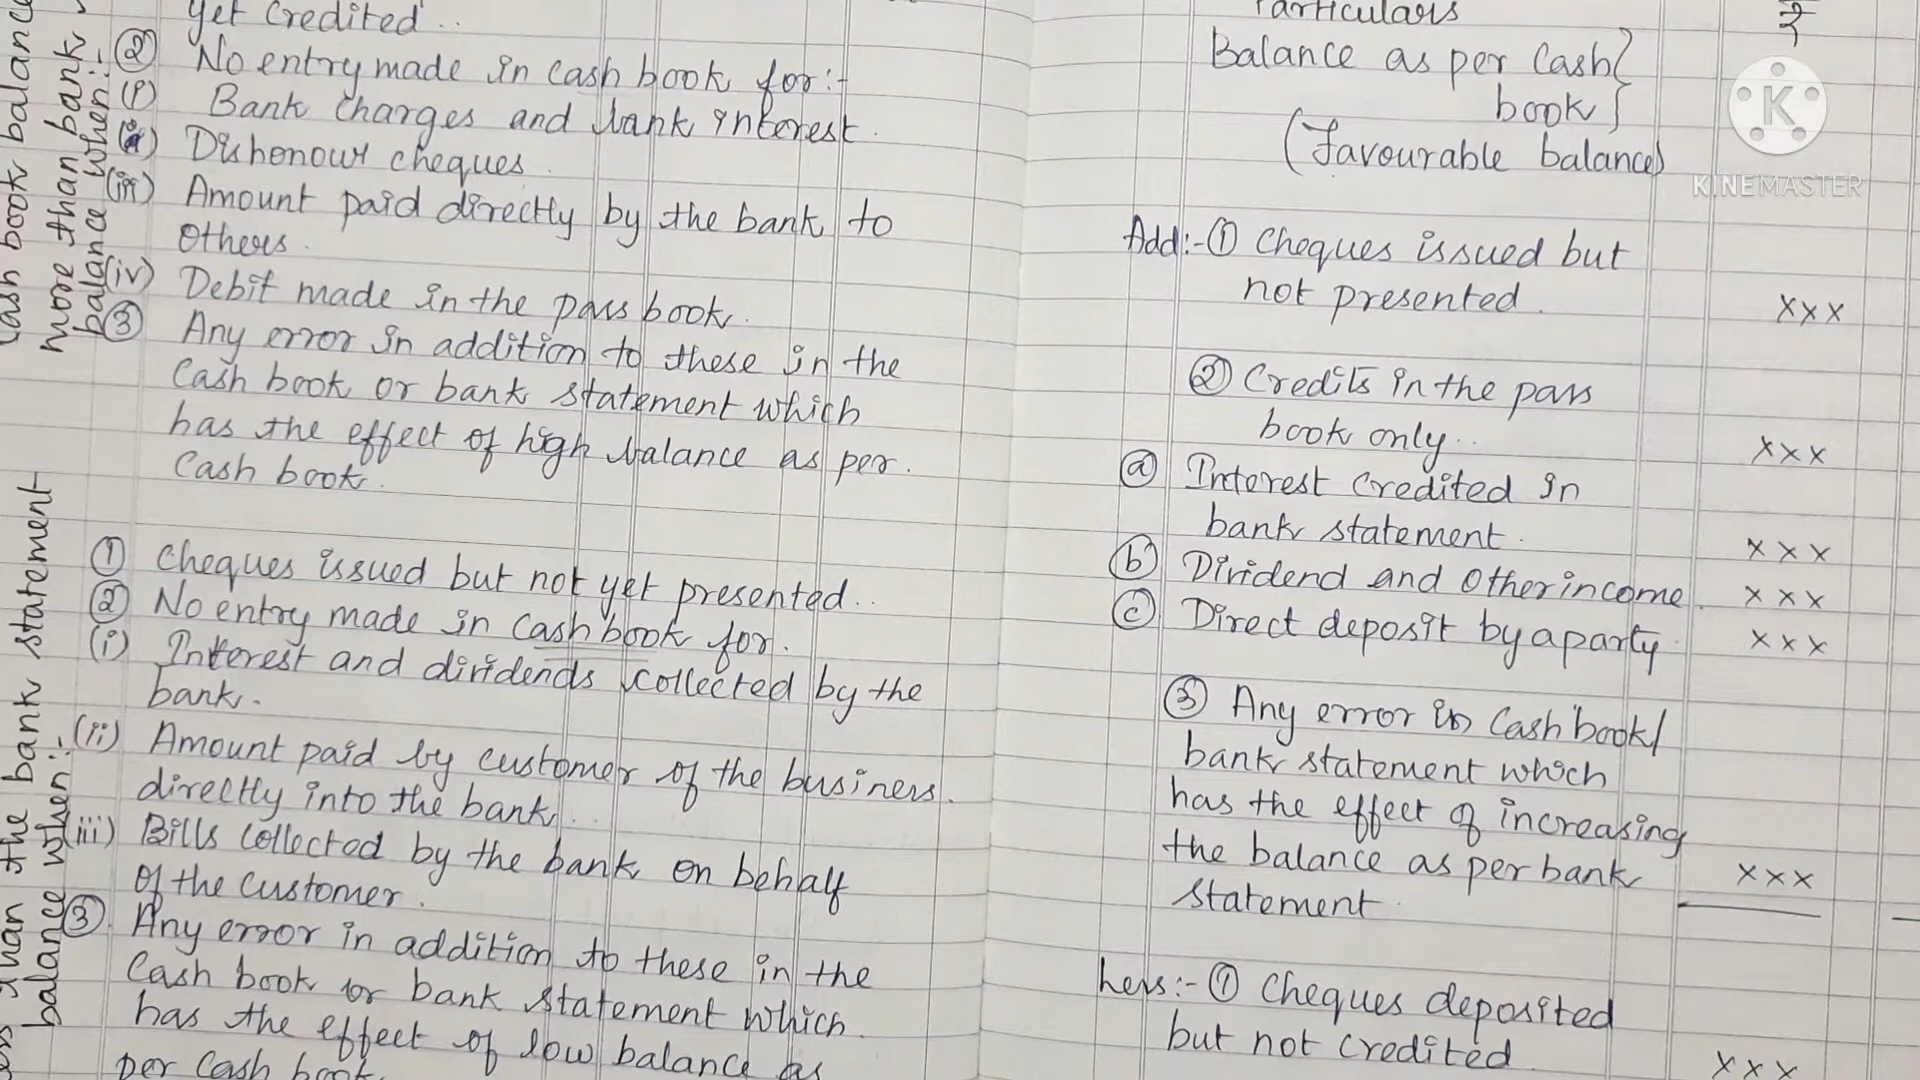 Cash book balance
more than bank
balance when:-
yet credited..
② No entry made in cash book for:-
(i) Bank charges and bank interest.
(ii) Dishonour cheques.
(iii) Amount paid directly by the bank to
others.
(iv) Debit made in the pass book.
③ Any error in addition to these in the
Cash book or bank statement which
has the effect of high balance as per.
Cash book.
than the bank statement
balance when:-
① Cheques issued but not yet presented..
② No entry made in cash book for.
(i) Interest and dividends collected by the
bank.
(ii) Amount paid by customer of the business.
directly into the bank..
(iii) Bills collected by the bank on behalf
of the customer.
③. Any error in addition to these in the
Cash book or bank statement which
has the effect of low balance as
per cash book.
Particulars
Balance as per Cash }
book }
(Favourable balance)
KINEMASTER
Add:- ① Cheques issued but
not presented. xxx
② Credits in the pass
book only.. xxx
ⓐ Interest credited in
bank statement. xxx
ⓑ Dividend and other income. xxx
ⓒ Direct deposit by a party. xxx
③ Any error in Cash book/
bank statement which
has the effect of increasing
the balance as per bank
statement. xxx
Less:- ① Cheques deposited
but not credited xxx